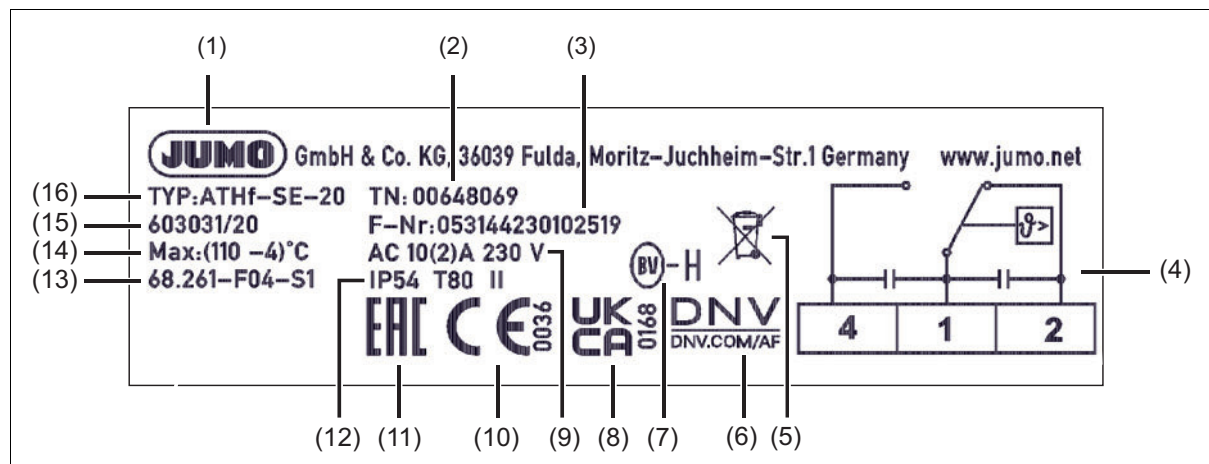 (1) (2) (3)
JUMO GmbH & Co. KG, 36039 Fulda, Moritz-Juchheim-Str.1 Germany www.jumo.net
(16) TYP:ATHf-SE-20 TN:00648069
(15) 603031/20 F-Nr:053144230102519
(14) Max:(110 -4)°C AC 10(2)A 230 V
(13) 68.261-F04-S1 IP54 T80 II
BV-H
ϑ>
(4)
EAC CE 0036 UK CA 0168 DNV
DNV.COM/AF
4 1 2
(12) (11) (10) (9) (8) (7) (6) (5)